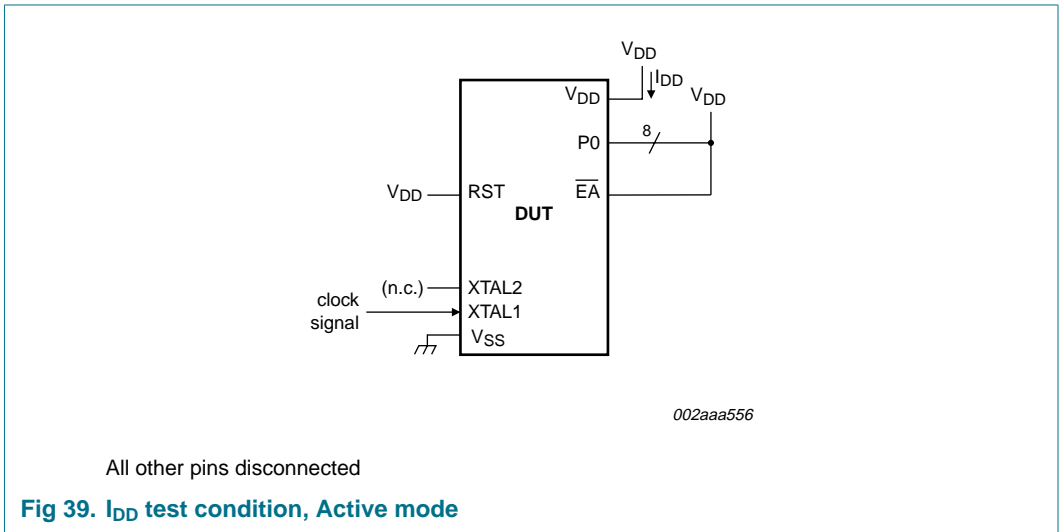 VDD
IDD
VDD
VDD
8
P0
VDD
RST
EA
DUT
(n.c.)
XTAL2
clock
signal
XTAL1
VSS
002aaa556
All other pins disconnected
Fig 39. IDD test condition, Active mode